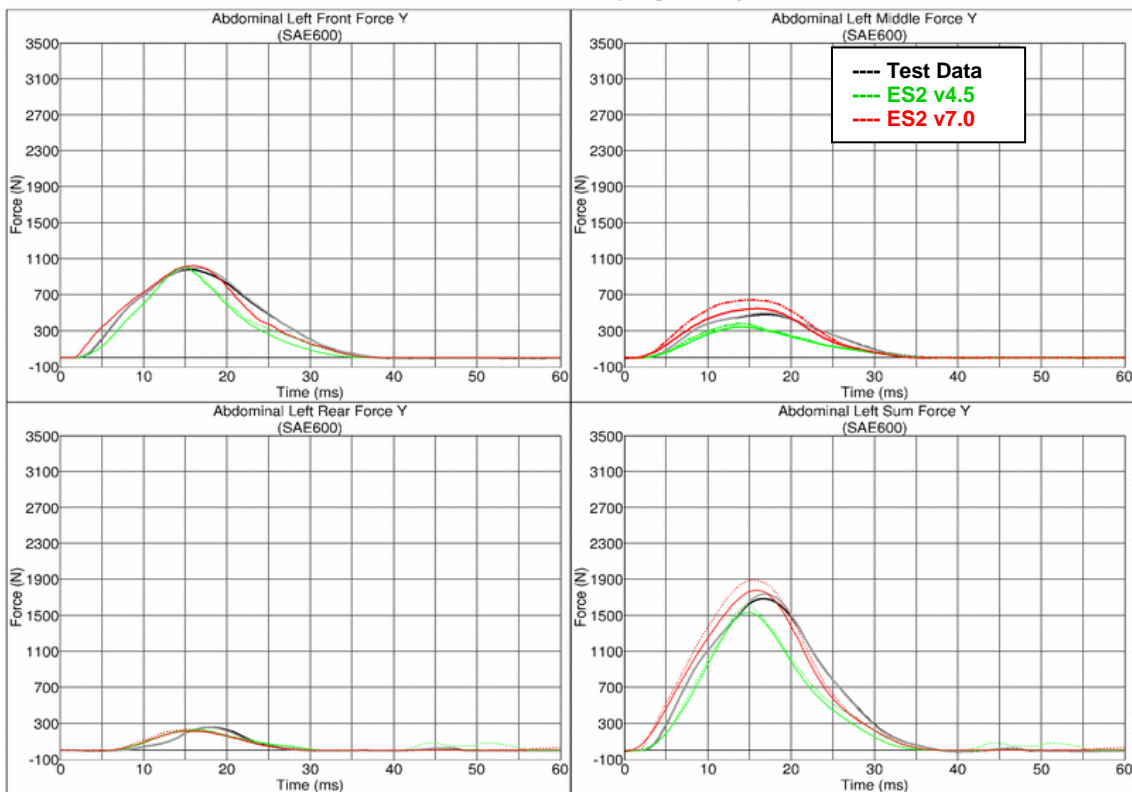 Abdominal Left Front Force Y
(SAE600)
Force (N)
3500
3100
2700
2300
1900
1500
1100
700
300
-100
0 10 20 30 40 50 60
Time (ms)
Abdominal Left Middle Force Y
(SAE600)
---- Test Data
---- ES2 v4.5
---- ES2 v7.0
Force (N)
3500
3100
2700
2300
1900
1500
1100
700
300
-100
0 10 20 30 40 50 60
Time (ms)
Abdominal Left Rear Force Y
(SAE600)
Force (N)
3500
3100
2700
2300
1900
1500
1100
700
300
-100
0 10 20 30 40 50 60
Time (ms)
Abdominal Left Sum Force Y
(SAE600)
Force (N)
3500
3100
2700
2300
1900
1500
1100
700
300
-100
0 10 20 30 40 50 60
Time (ms)